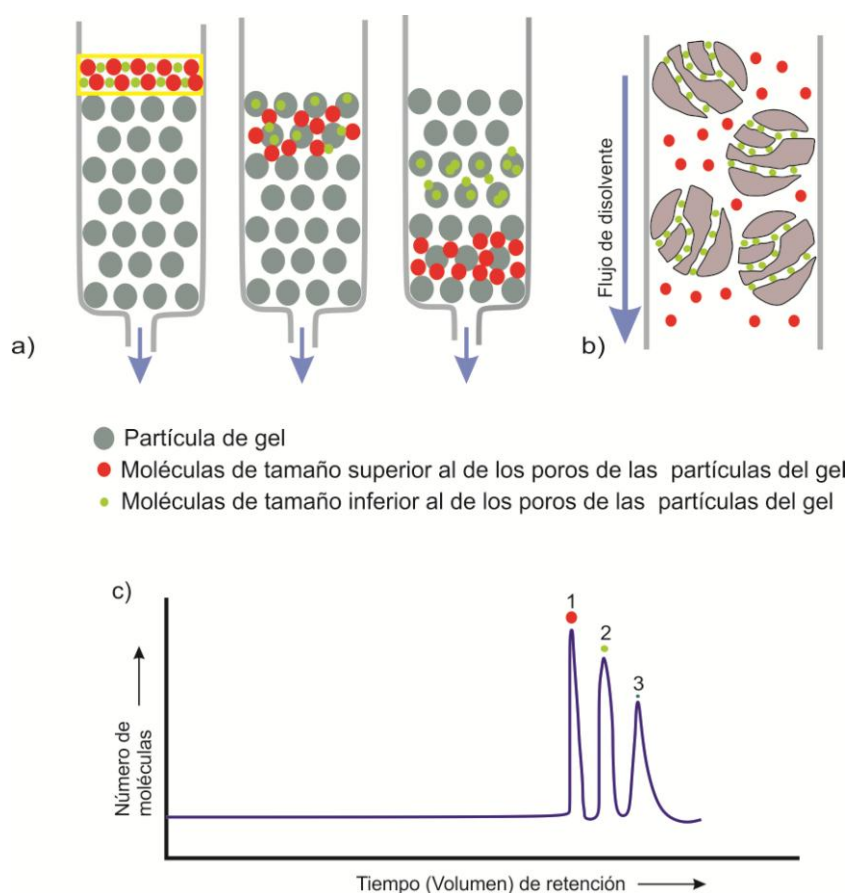 a)
Flujo de disolvente
b)
Partícula de gel
Moléculas de tamaño superior al de los poros de las partículas del gel
Moléculas de tamaño inferior al de los poros de las partículas del gel
c)
1
2
3
Número de
moléculas
Tiempo (Volumen) de retención